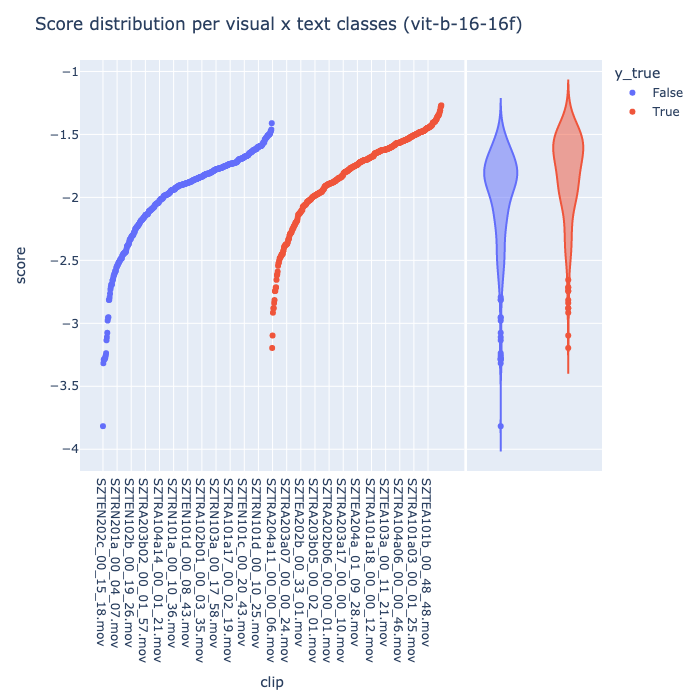 Score distribution per visual x text classes (vit-b-16-16f)
y_true
False
True
−1
−1.5
−2
−2.5
−3
−3.5
−4
score
SZTEN202c_00_15_18.mov
SZTRN201a_00_04_07.mov
SZTEN102b_00_19_26.mov
SZTRA203b02_00_01_57.mov
SZTRA104a14_00_01_21.mov
SZTRN101a_00_10_36.mov
SZTEN101d_00_08_43.mov
SZTRA102b01_00_03_35.mov
SZTRN103a_00_17_58.mov
SZTRA101a17_00_02_19.mov
SZTEN101c_00_20_43.mov
SZTRN101d_00_10_25.mov
SZTRA204a11_00_00_06.mov
SZTRA203a07_00_00_24.mov
SZTEA202b_00_33_01.mov
SZTRA203b05_00_02_01.mov
SZTRA202b06_00_00_01.mov
SZTRA203a17_00_00_10.mov
SZTEA204a_01_09_28.mov
SZTRA101a18_00_00_12.mov
SZTEA103a_00_11_21.mov
SZTRA104a06_00_00_46.mov
SZTRA101a03_00_01_25.mov
SZTEA101b_00_48_48.mov
clip